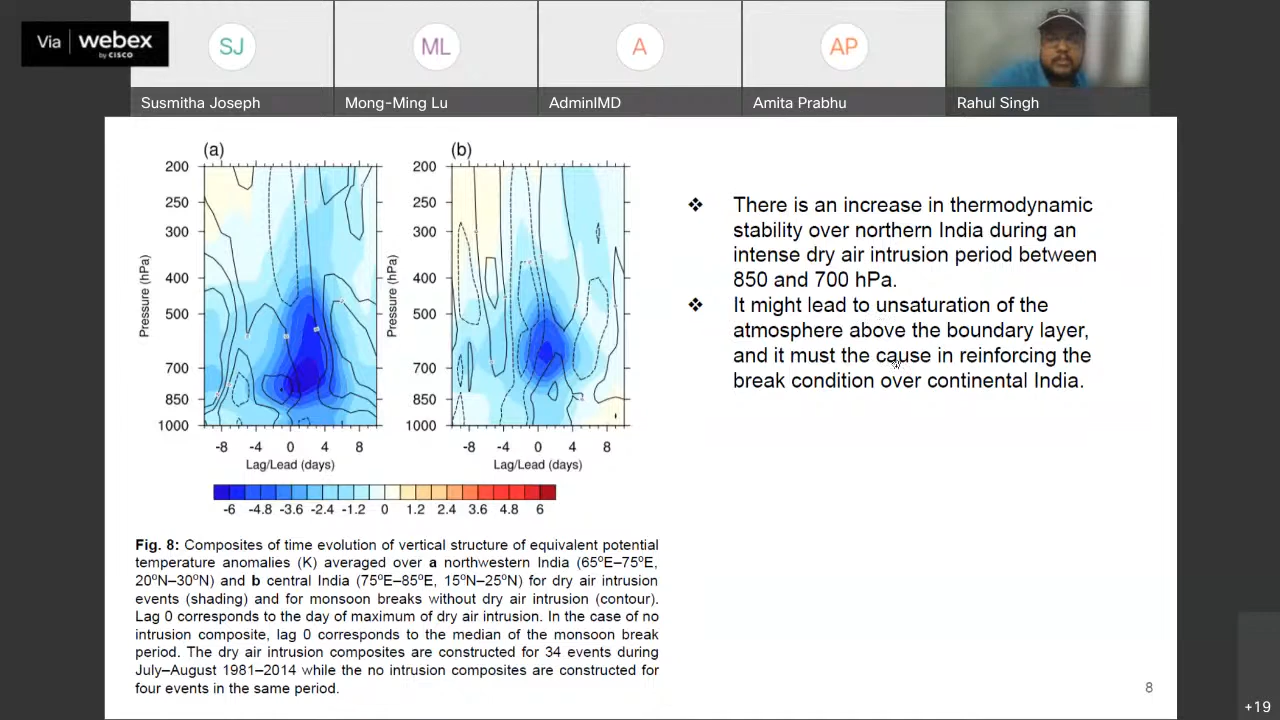 Via webex
by CISCO
SJ
ML
A
AP
Susmitha Joseph
Mong-Ming Lu
AdminIMD
Amita Prabhu
Rahul Singh
(a)
(b)
200
250
300
400
500
700
850
1000
Pressure (hPa)
-8 -4 0 4 8
Lag/Lead (days)
200
250
300
400
500
700
850
1000
Pressure (hPa)
-8 -4 0 4 8
Lag/Lead (days)
-6 -4.8 -3.6 -2.4 -1.2 0 1.2 2.4 3.6 4.8 6
❖ There is an increase in thermodynamic
stability over northern India during an
intense dry air intrusion period between
850 and 700 hPa.
❖ It might lead to unsaturation of the
atmosphere above the boundary layer,
and it must the cause in reinforcing the
break condition over continental India.
Fig. 8: Composites of time evolution of vertical structure of equivalent potential
temperature anomalies (K) averaged over a northwestern India (65ºE–75ºE,
20ºN–30ºN) and b central India (75ºE–85ºE, 15ºN–25ºN) for dry air intrusion
events (shading) and for monsoon breaks without dry air intrusion (contour).
Lag 0 corresponds to the day of maximum of dry air intrusion. In the case of no
intrusion composite, lag 0 corresponds to the median of the monsoon break
period. The dry air intrusion composites are constructed for 34 events during
July–August 1981–2014 while the no intrusion composites are constructed for
four events in the same period.
8
+19